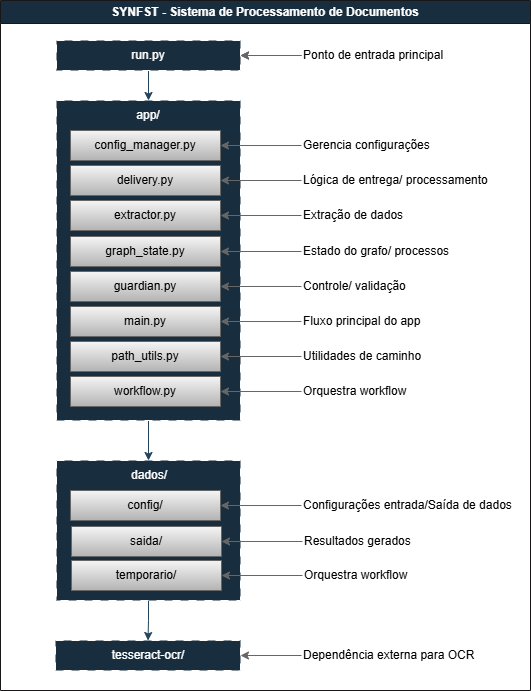 SYNFST - Sistema de Processamento de Documentos
run.py
Ponto de entrada principal
app/
config_manager.py
Gerencia configurações
delivery.py
Lógica de entrega/ processamento
extractor.py
Extração de dados
graph_state.py
Estado do grafo/ processos
guardian.py
Controle/ validação
main.py
Fluxo principal do app
path_utils.py
Utilidades de caminho
workflow.py
Orquestra workflow
dados/
config/
Configurações entrada/Saída de dados
saida/
Resultados gerados
temporario/
Orquestra workflow
tesseract-ocr/
Dependência externa para OCR